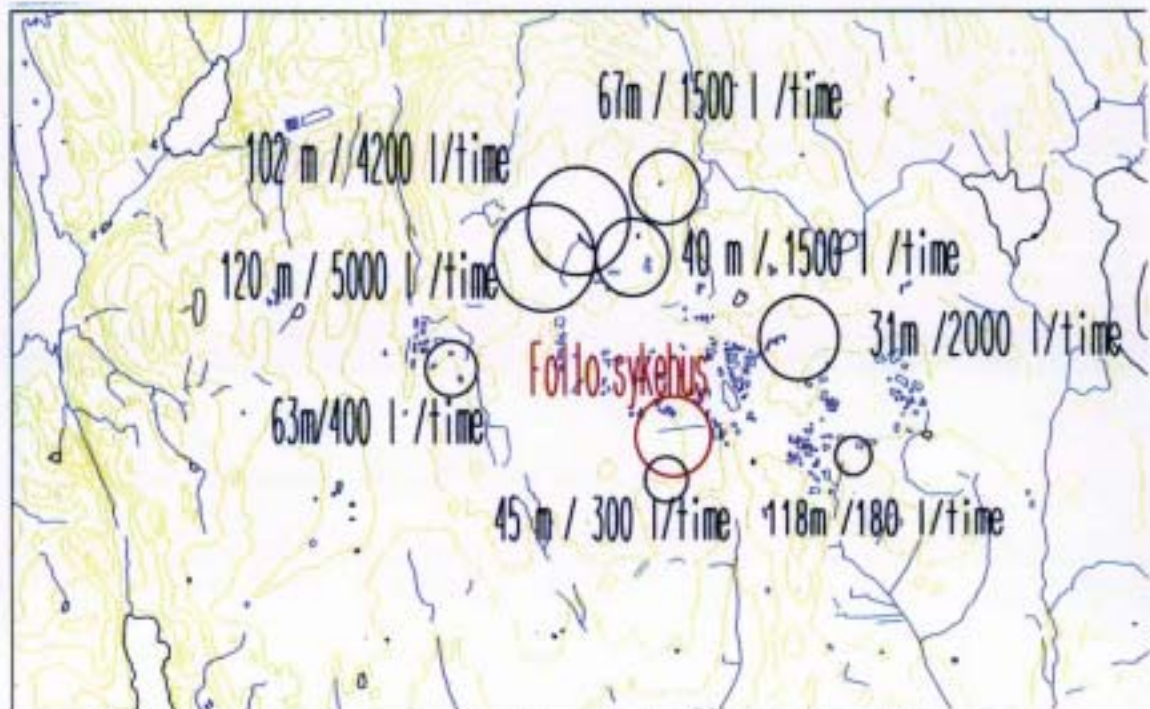 67m / 1500 l /time
102 m / 4200 l/time
40 m / 1500 l /time
120 m / 5000 l /time
31m /2000 l/time
Follo sykehus
63m/400 l /time
45 m / 300 l/time
118m /180 l/time